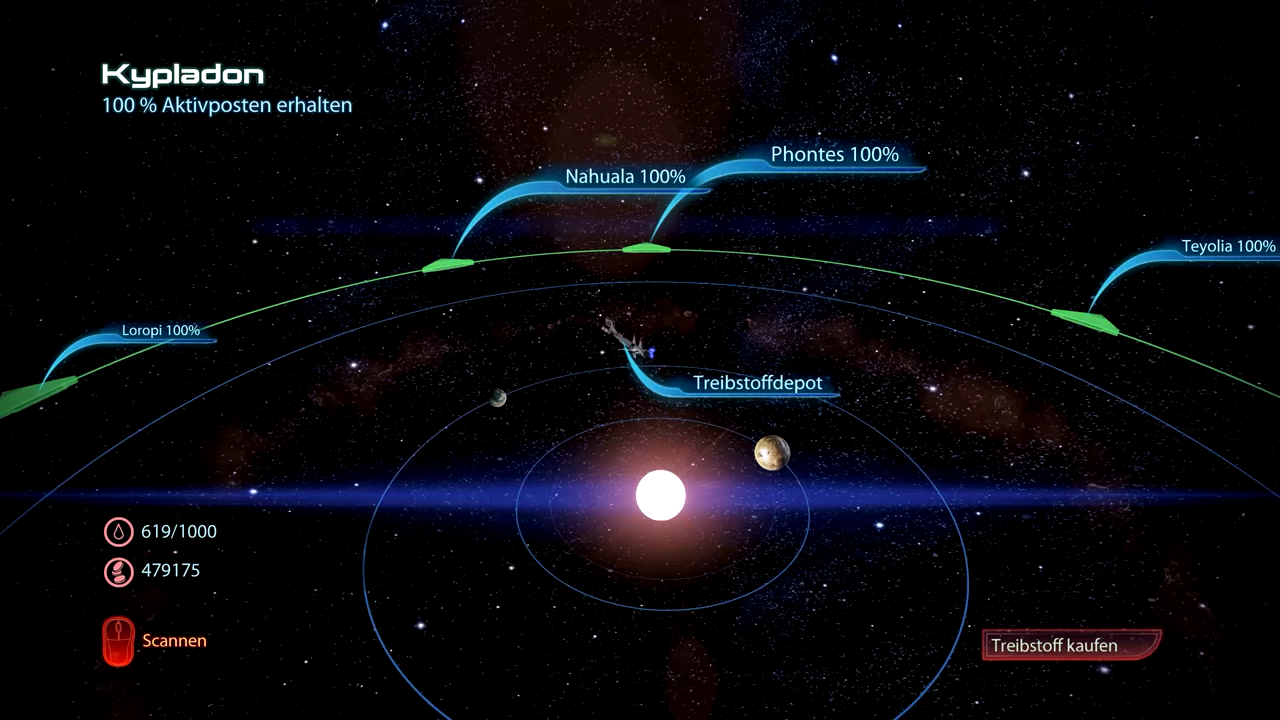 Kypladon
100 % Aktivposten erhalten
Phontes 100%
Nahuala 100%
Teyolia 100%
Loropi 100%
Treibstoffdepot
619/1000
479175
Scannen
Treibstoff kaufen